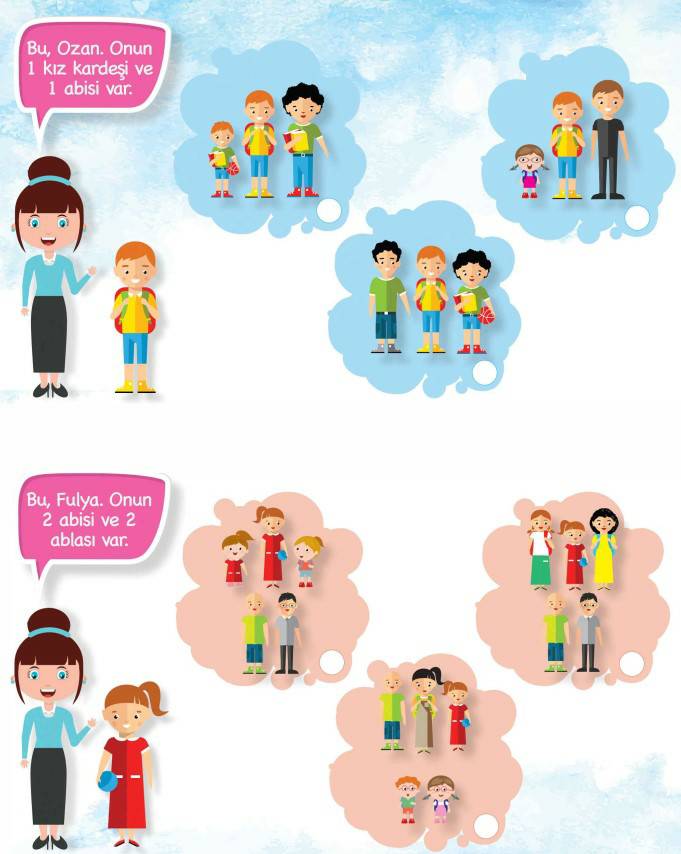 Bu, Ozan. Onun
1 kız kardeşi ve
1 abisi var.
Bu, Fulya. Onun
2 abisi ve 2
ablası var.